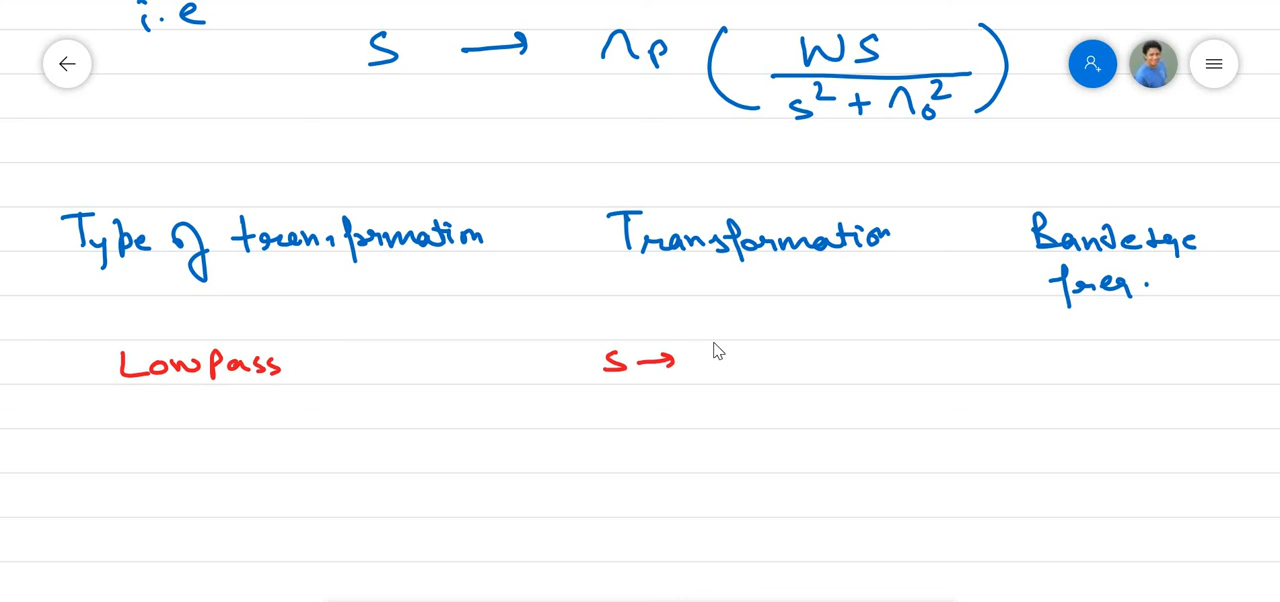 i.e
s → Ωp ( WS / s² + Ω₀² )
Type of transformation Transformation Bandedge freq.
Lowpass s →